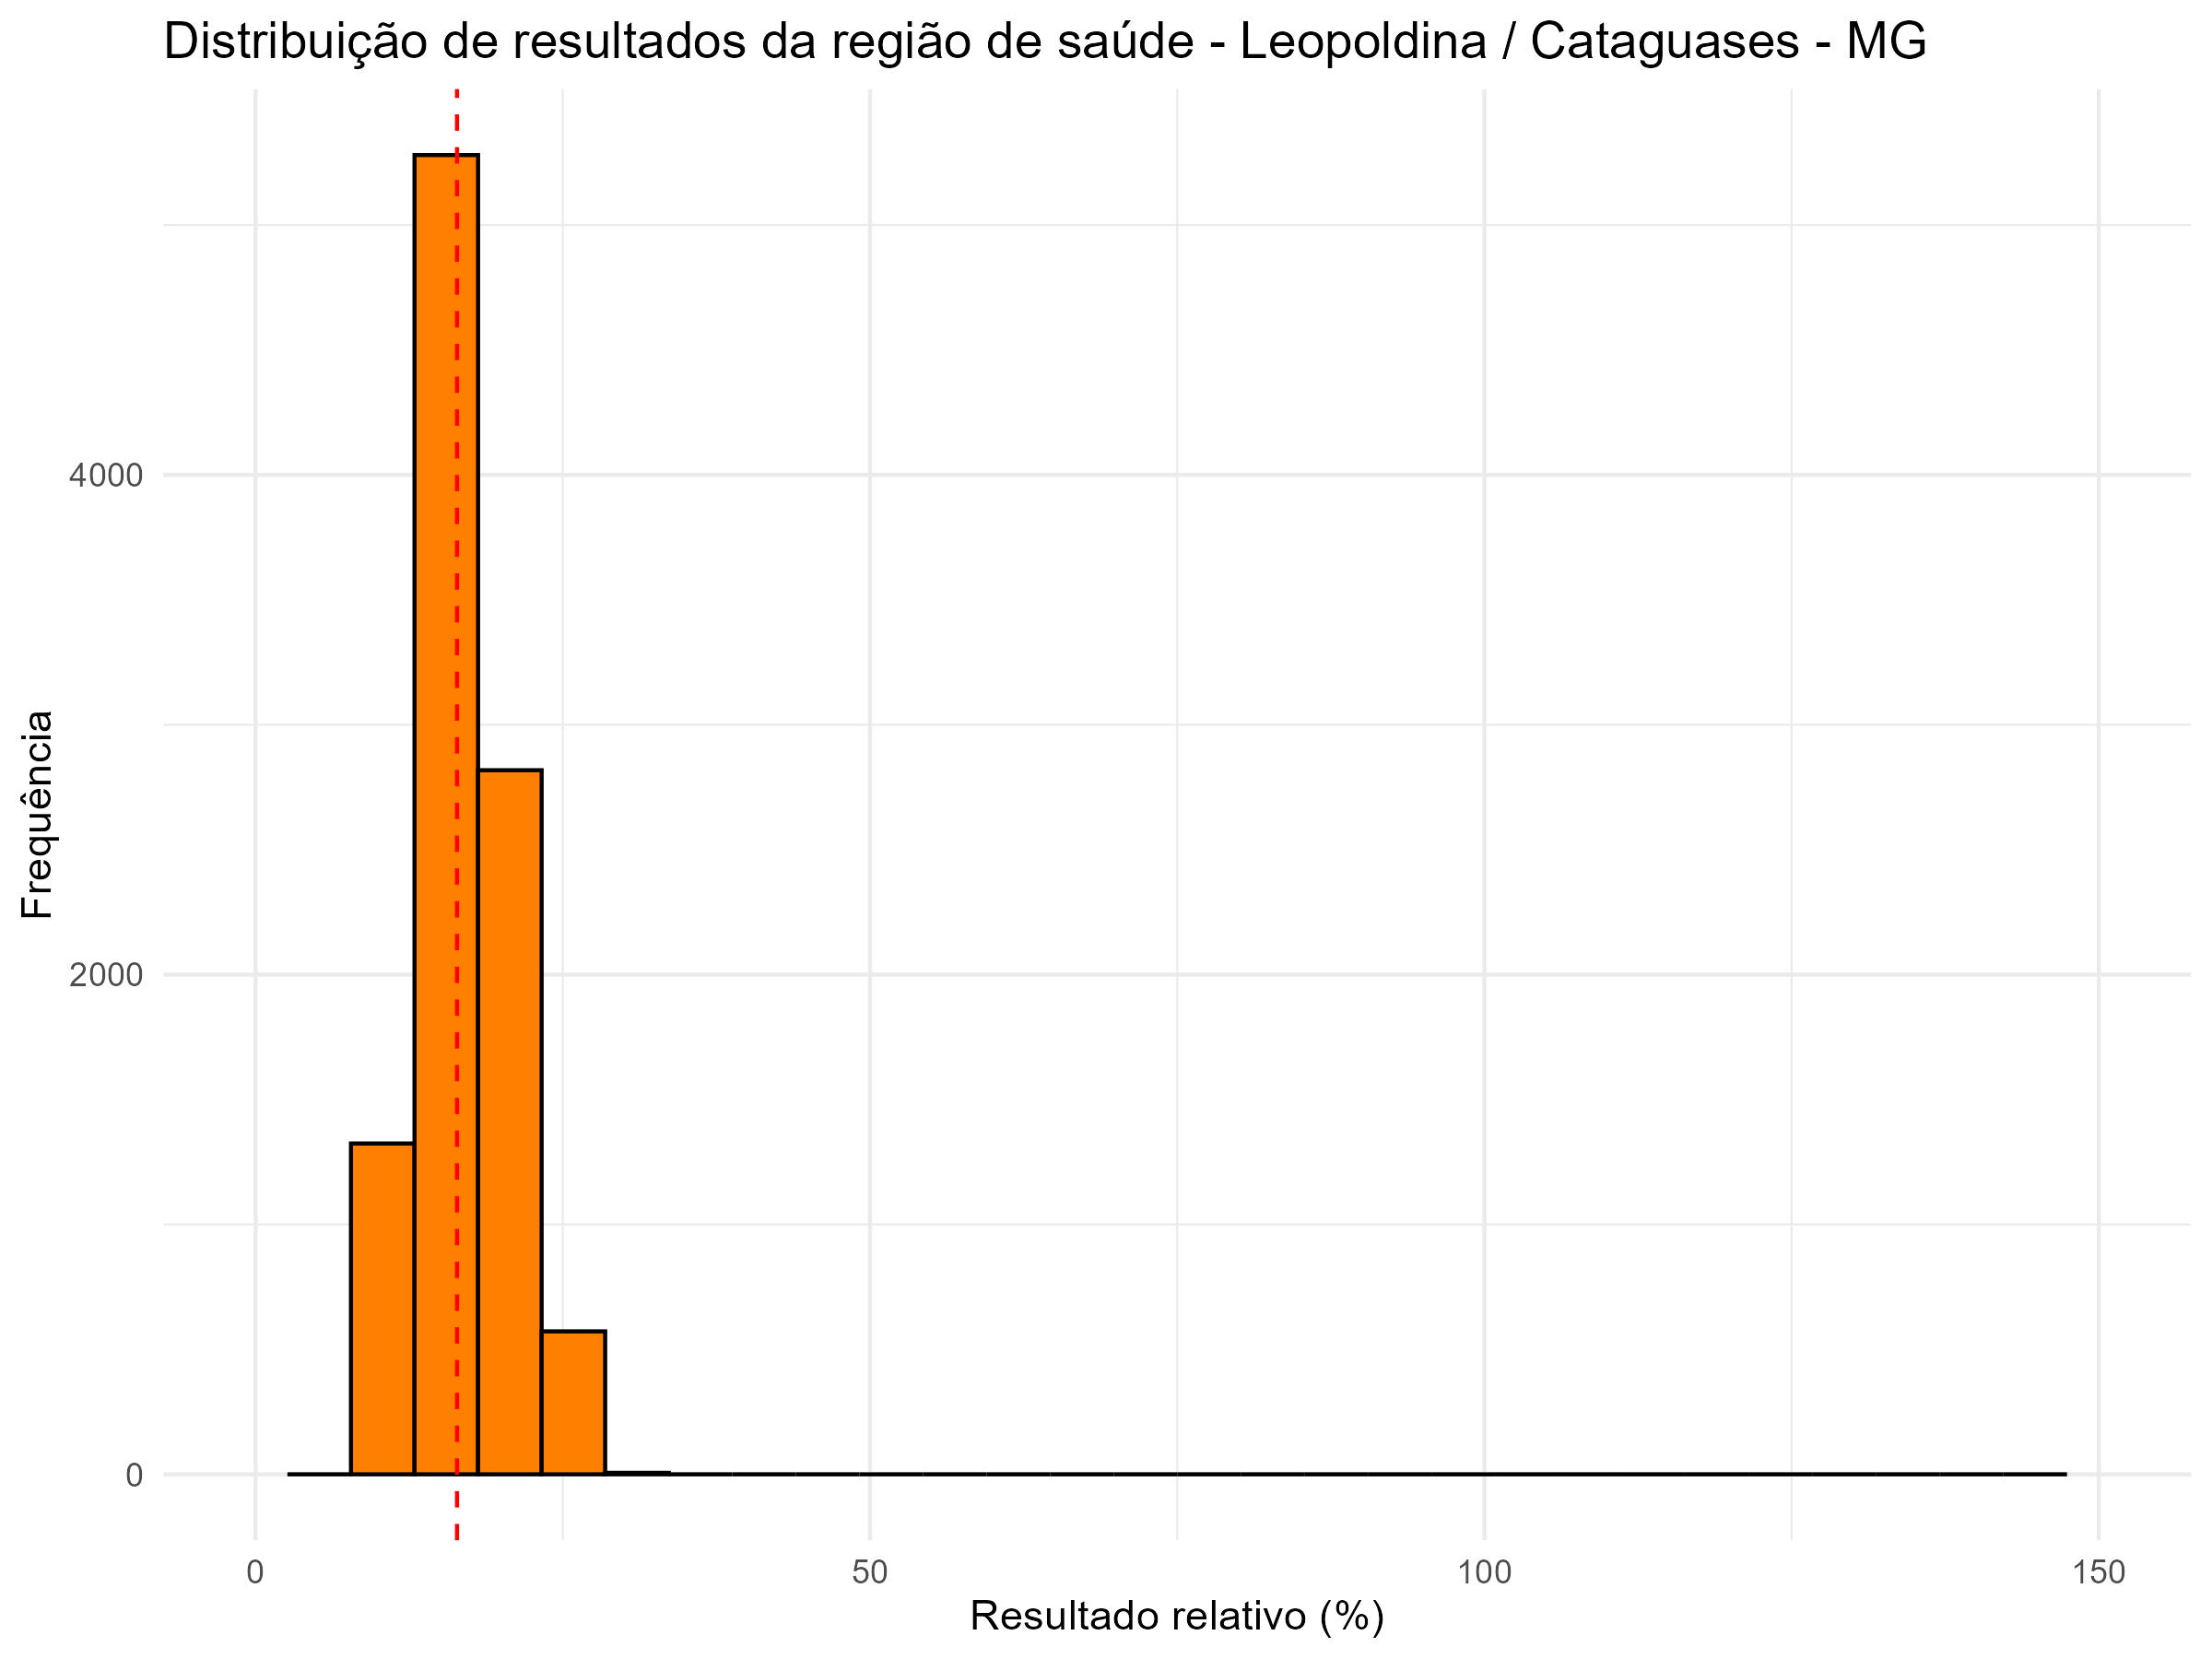 Distribuição de resultados da região de saúde - Leopoldina / Cataguases - MG
Frequência
4000
2000
0
0 50 100 150
Resultado relativo (%)